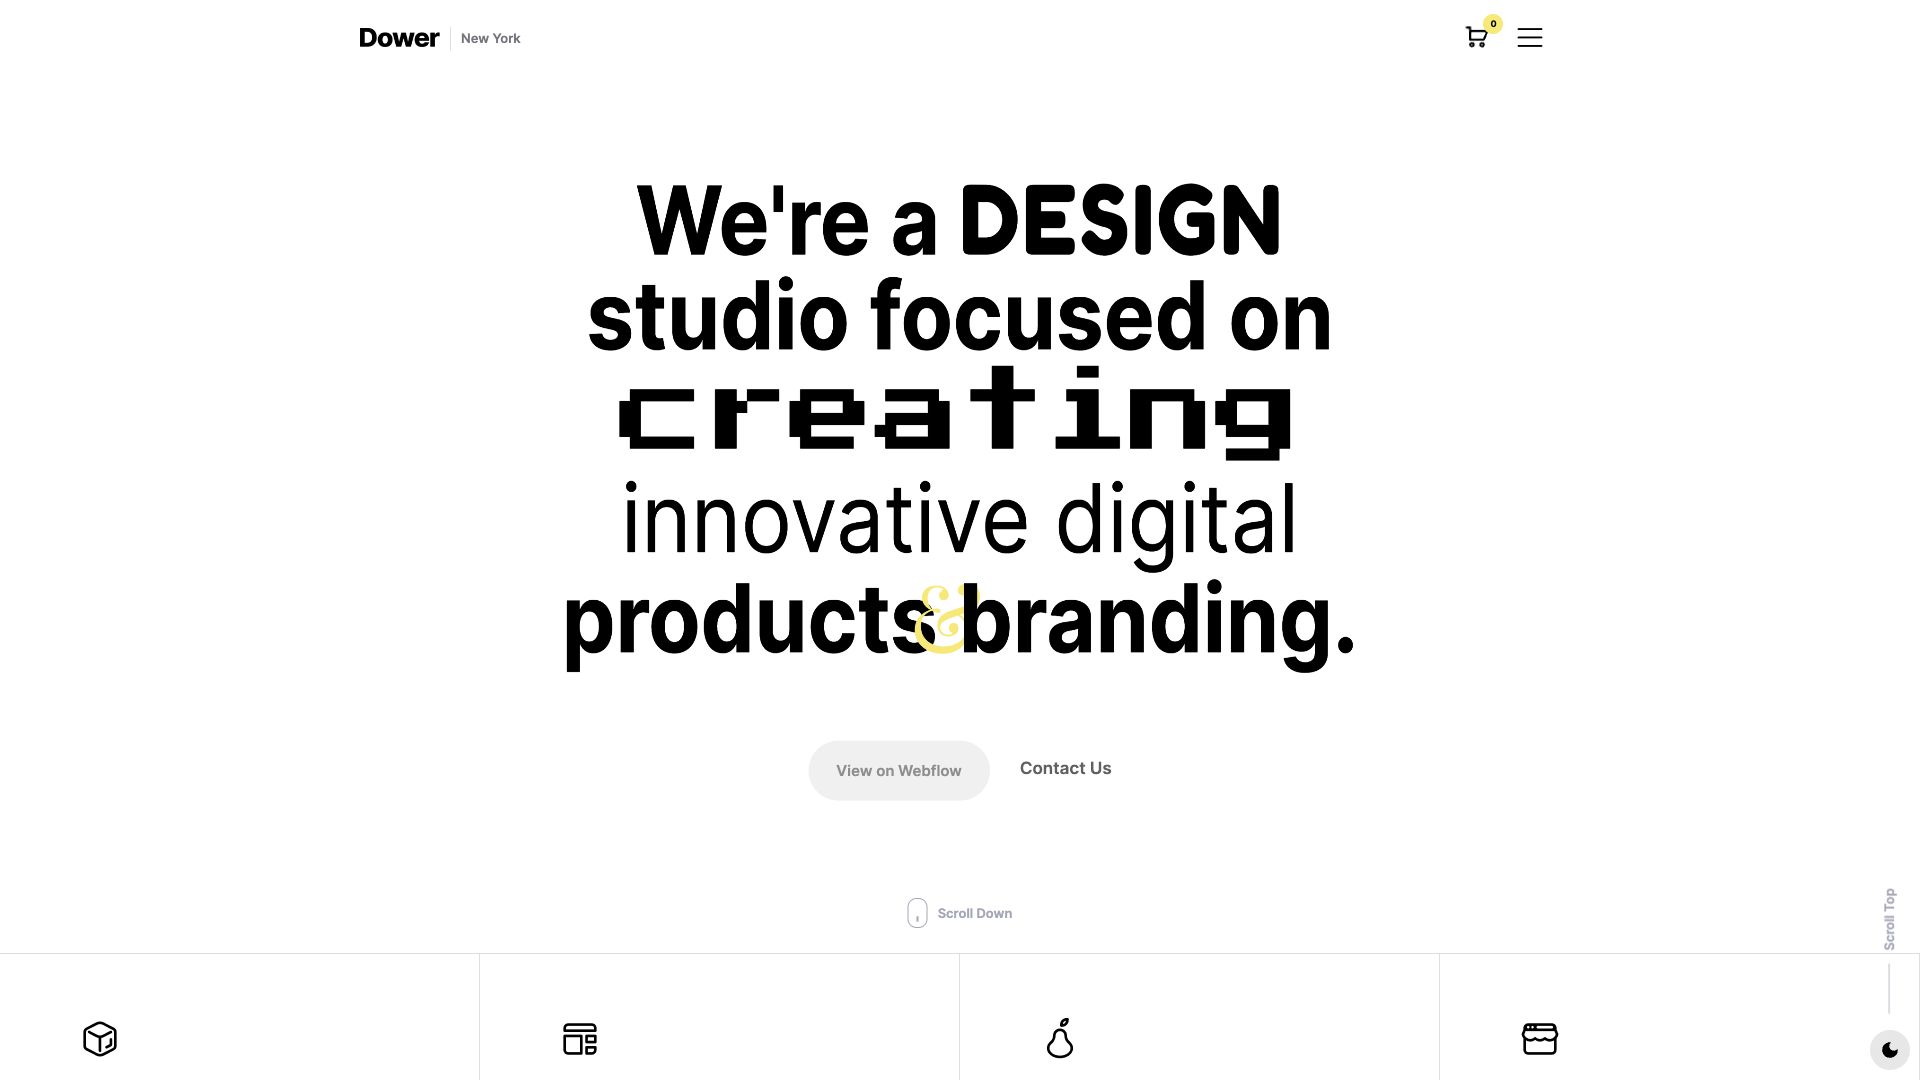 Dower
New York
0
We're a DESIGN
studio focused on
creating
innovative digital
products & branding.
View on Webflow
Contact Us
Scroll Down
Scroll Top